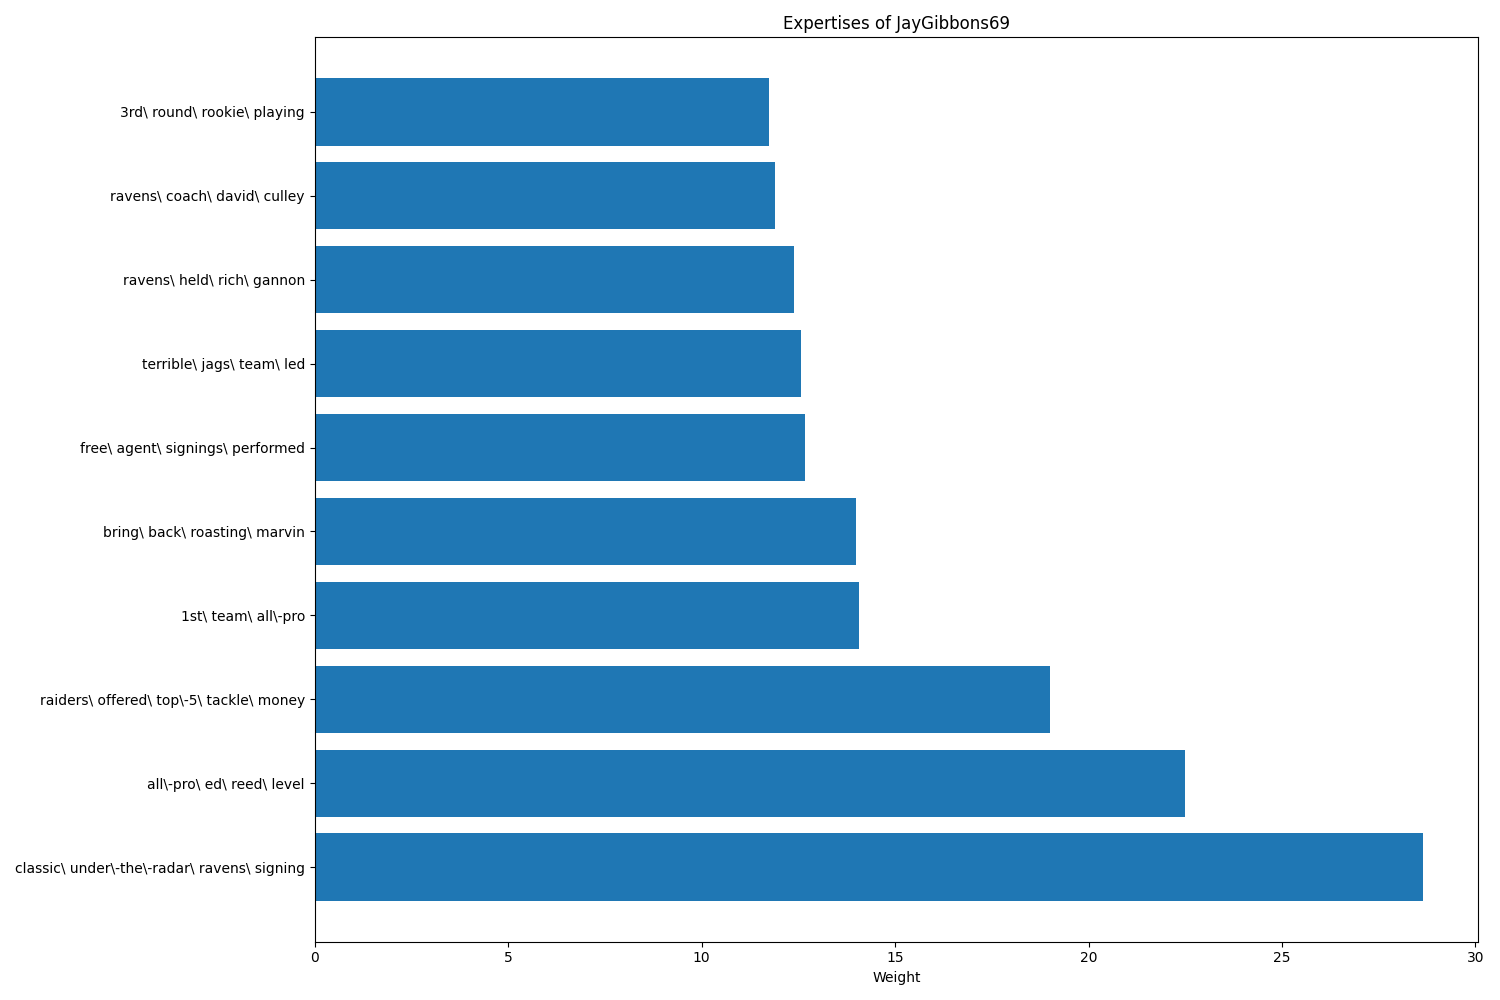 Expertises of JayGibbons69
3rd\ round\ rookie\ playing
ravens\ coach\ david\ culley
ravens\ held\ rich\ gannon
terrible\ jags\ team\ led
free\ agent\ signings\ performed
bring\ back\ roasting\ marvin
1st\ team\ all\-pro
raiders\ offered\ top\-5\ tackle\ money
all\-pro\ ed\ reed\ level
classic\ under\-the\-radar\ ravens\ signing
0 5 10 15 20 25 30
Weight